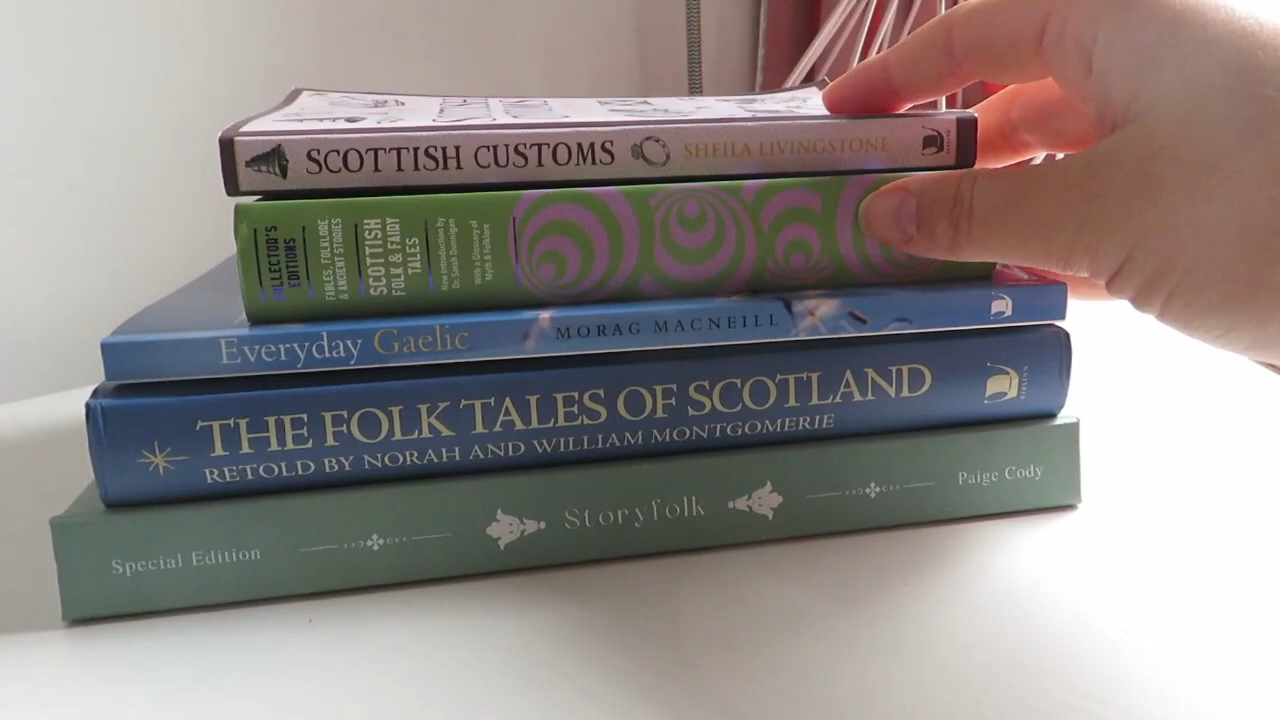 SCOTTISH CUSTOMS SHEILA LIVINGSTONE
COLLECTOR'S
EDITIONS
FABLES, FOLKLORE
& ANCIENT STORIES
SCOTTISH
FOLK & FAIRY
TALES
New Introduction by
Dr. Sarah Dunnigan
With a Glossary of
Myth & Folklore
Everyday Gaelic MORAG MACNEILL
THE FOLK TALES OF SCOTLAND
RETOLD BY NORAH AND WILLIAM MONTGOMERIE
BIRLINN
Special Edition Storyfolk Paige Cody